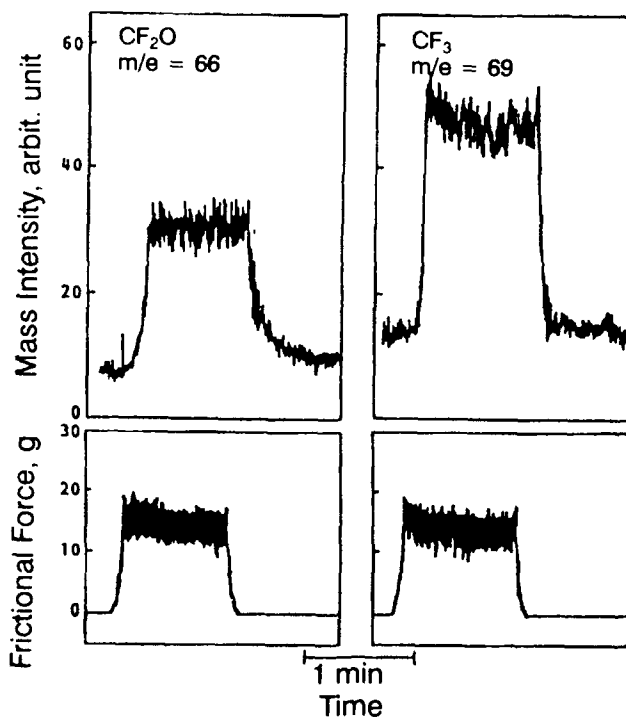 60
40
20
0
Mass Intensity, arbit. unit
CF₂O
m/e = 66
CF₃
m/e = 69
30
20
10
0
Frictional Force, g
1 min
Time